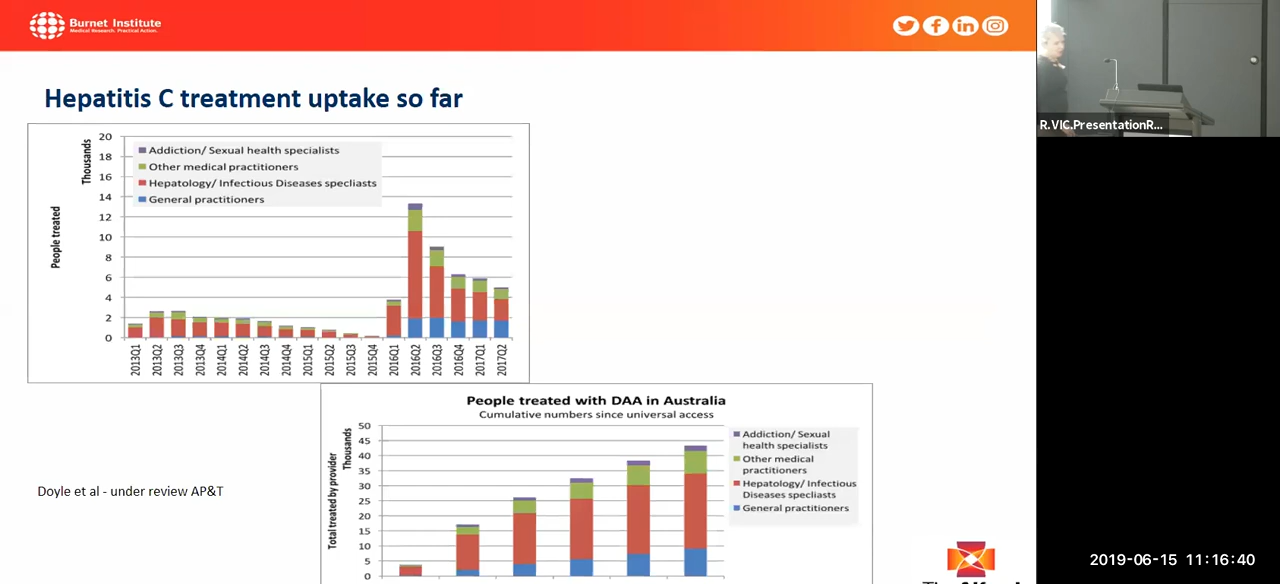 Burnet Institute
Medical Research. Practical Action.
Hepatitis C treatment uptake so far
R.VIC.PresentationR...
20
18
16
14
12
10
8
6
4
2
0
Thousands
People treated
Addiction/ Sexual health specialists
Other medical practitioners
Hepatology/ Infectious Diseases specliasts
General practitioners
2013Q1
2013Q2
2013Q3
2013Q4
2014Q1
2014Q2
2014Q3
2014Q4
2015Q1
2015Q2
2015Q3
2015Q4
2016Q1
2016Q2
2016Q3
2016Q4
2017Q1
2017Q2
People treated with DAA in Australia
Cumulative numbers since universal access
50
45
40
35
30
25
20
15
10
5
0
Thousands
Total treated by provider
Addiction/ Sexual
health specialists
Other medical
practitioners
Hepatology/ Infectious
Diseases specliasts
General practitioners
Doyle et al - under review AP&T
2019-06-15 11:16:40